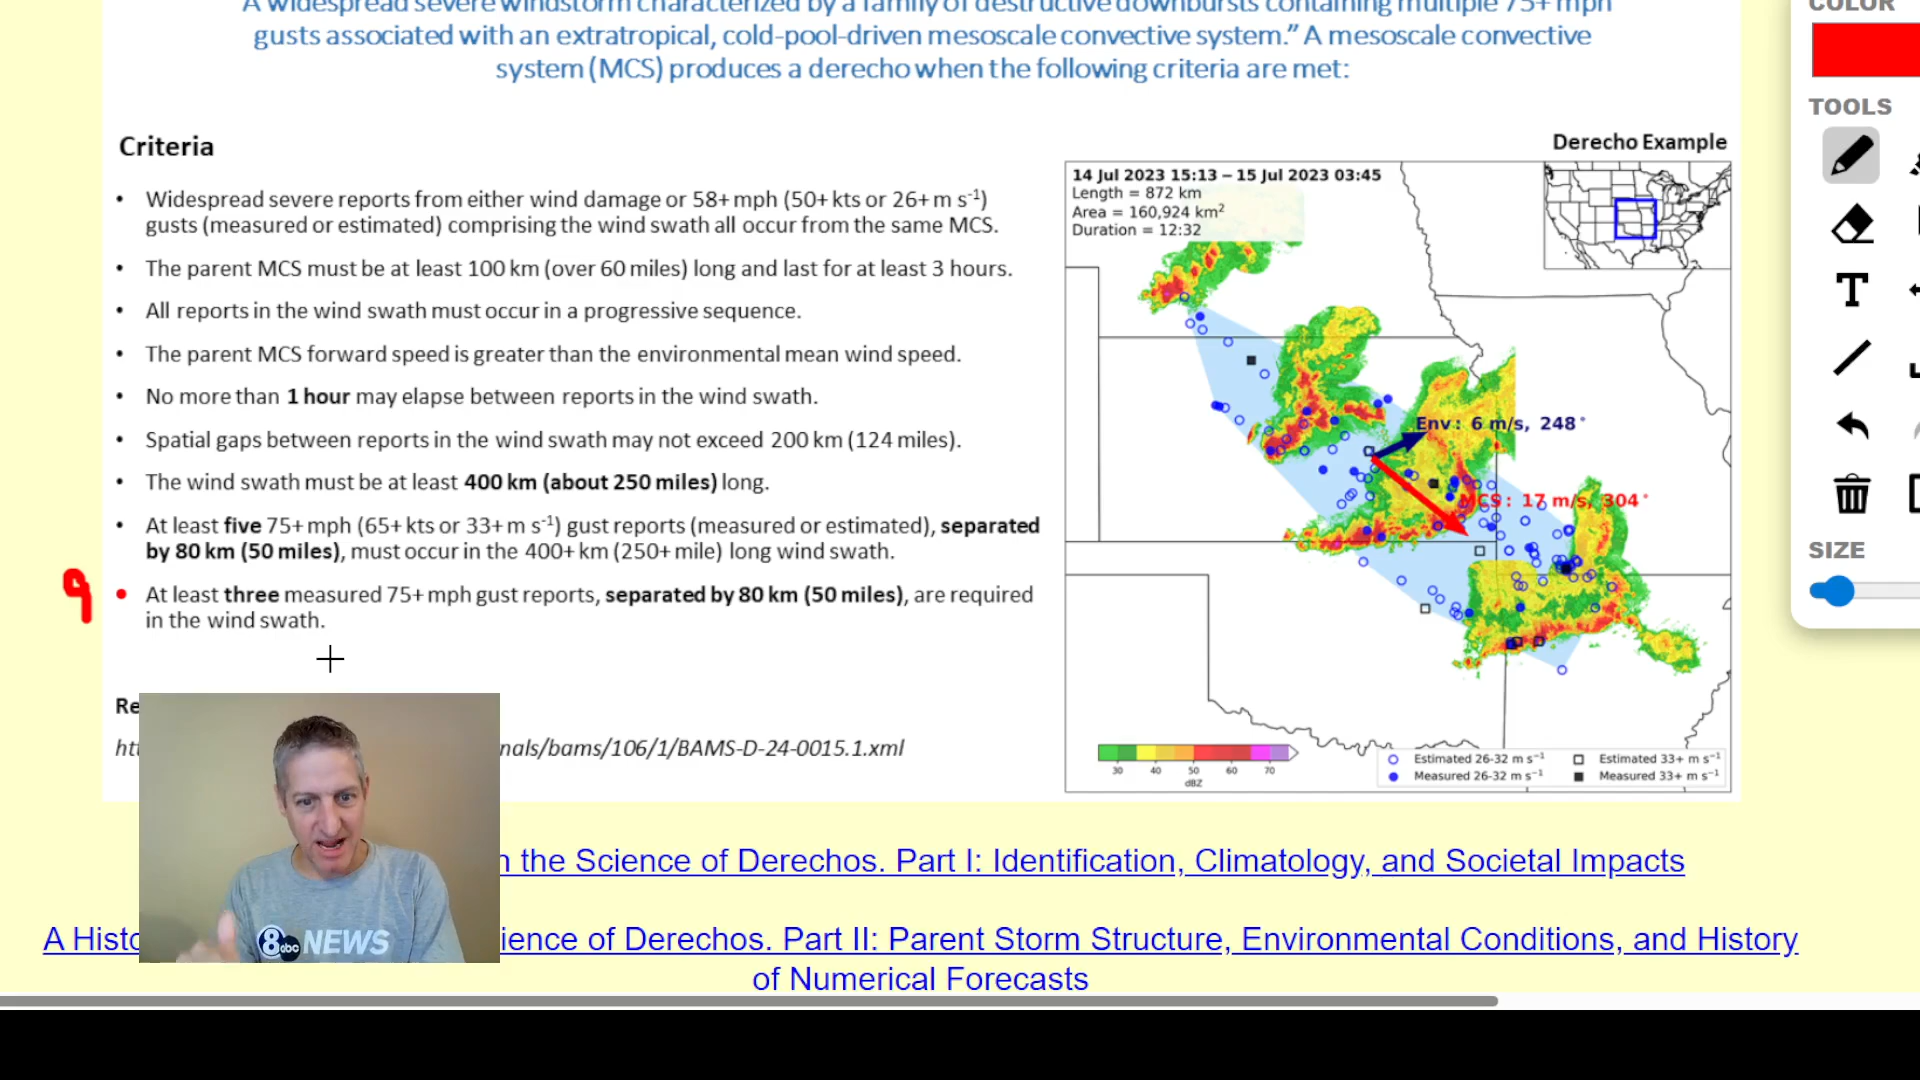 A widespread severe windstorm characterized by a family of destructive downbursts containing multiple 75+ mph
gusts associated with an extratropical, cold-pool-driven mesoscale convective system.” A mesoscale convective
system (MCS) produces a derecho when the following criteria are met:
Criteria
• Widespread severe reports from either wind damage or 58+ mph (50+ kts or 26+ m s⁻¹)
gusts (measured or estimated) comprising the wind swath all occur from the same MCS.
• The parent MCS must be at least 100 km (over 60 miles) long and last for at least 3 hours.
• All reports in the wind swath must occur in a progressive sequence.
• The parent MCS forward speed is greater than the environmental mean wind speed.
• No more than 1 hour may elapse between reports in the wind swath.
• Spatial gaps between reports in the wind swath may not exceed 200 km (124 miles).
• The wind swath must be at least 400 km (about 250 miles) long.
• At least five 75+ mph (65+ kts or 33+ m s⁻¹) gust reports (measured or estimated), separated
by 80 km (50 miles), must occur in the 400+ km (250+ mile) long wind swath.
9 • At least three measured 75+ mph gust reports, separated by 80 km (50 miles), are required
in the wind swath.
Derecho Example
14 Jul 2023 15:13 – 15 Jul 2023 03:45
Length = 872 km
Area = 160,924 km²
Duration = 12:32
Env: 6 m/s, 248°
MCS: 17 m/s, 304°
30 40 50 60 70
dBZ
Estimated 26-32 m s⁻¹ Estimated 33+ m s⁻¹
Measured 26-32 m s⁻¹ Measured 33+ m s⁻¹
Re
nals/bams/106/1/BAMS-D-24-0015.1.xml
8 abc NEWS
the Science of Derechos. Part I: Identification, Climatology, and Societal Impacts
A Histo ience of Derechos. Part II: Parent Storm Structure, Environmental Conditions, and History
of Numerical Forecasts
COLOR
TOOLS
T
SIZE